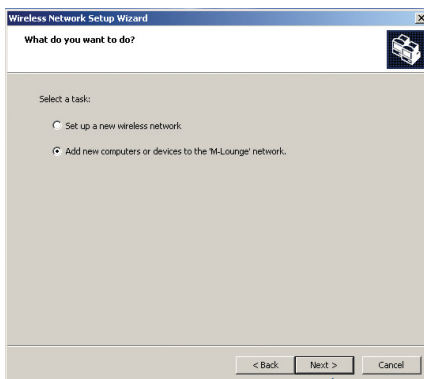 Wireless Network Setup Wizard
What do you want to do?
Select a task:
Set up a new wireless network
Add new computers or devices to the 'M-Lounge' network.
< Back Next > Cancel